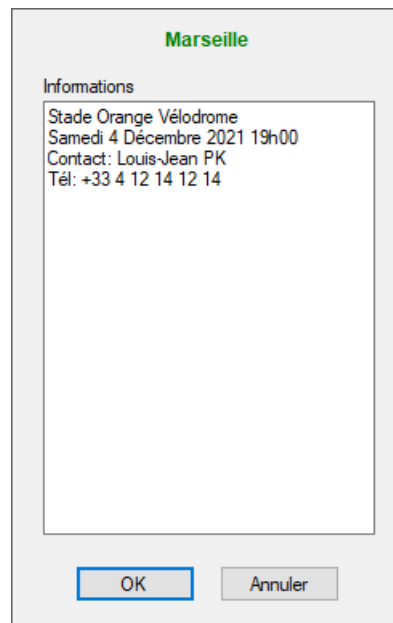 Marseille
Informations
Stade Orange Vélodrome
Samedi 4 Décembre 2021 19h00
Contact: Louis-Jean PK
Tél: +33 4 12 14 12 14
OK
Annuler